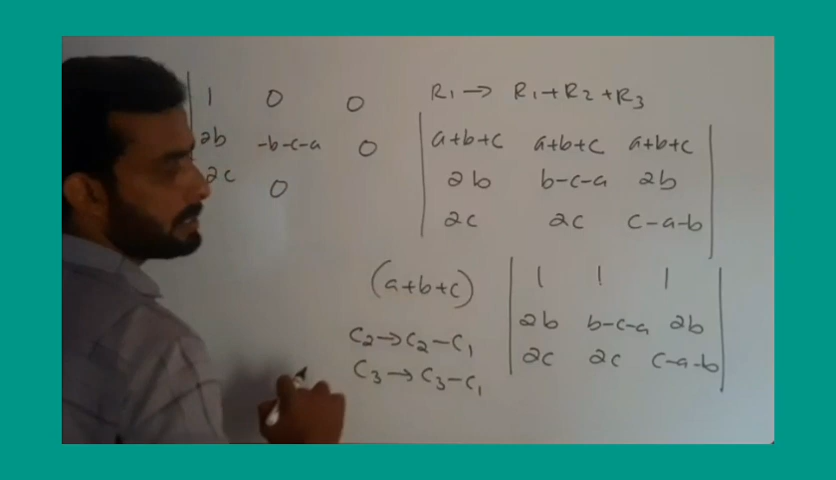 1 0 0
2b -b-c-a 0
2c 0
R1 → R1+R2+R3
a+b+c a+b+c a+b+c
2b b-c-a 2b
2c 2c c-a-b
(a+b+c)
1 1 1
2b b-c-a 2b
2c 2c c-a-b
C2→C2-C1
C3→C3-C1